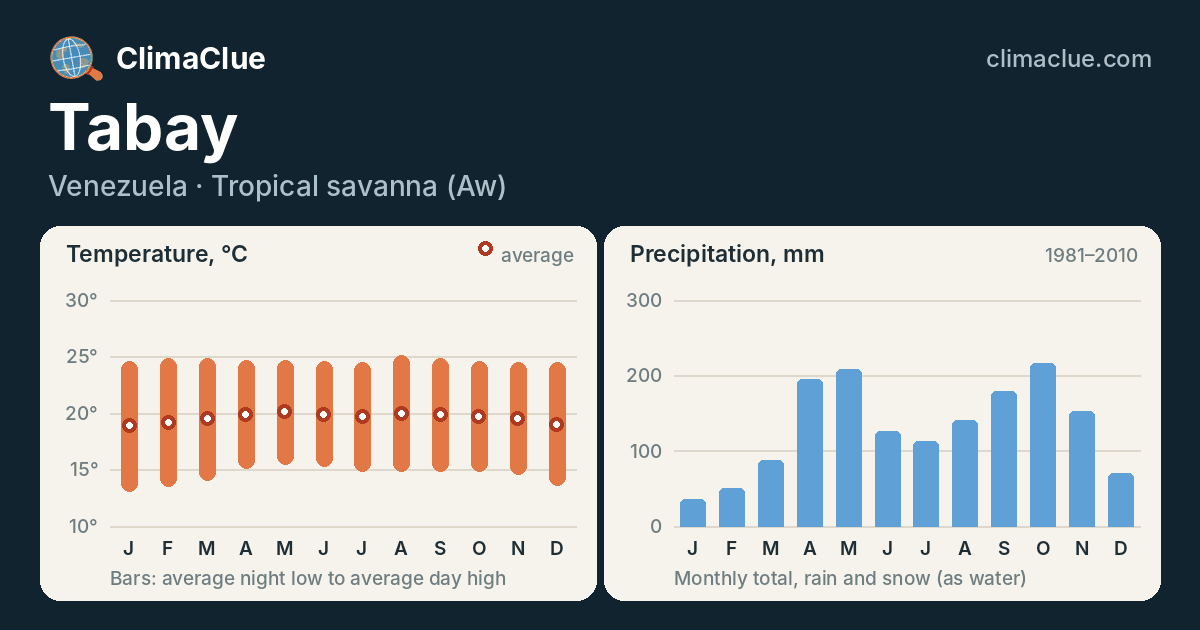 ClimaClue
climaclue.com
Tabay
Venezuela · Tropical savanna (Aw)
Temperature, °C
average
30°
25°
20°
15°
10°
J F M A M J J A S O N D
Bars: average night low to average day high
Precipitation, mm
1981–2010
300
200
100
0
J F M A M J J A S O N D
Monthly total, rain and snow (as water)